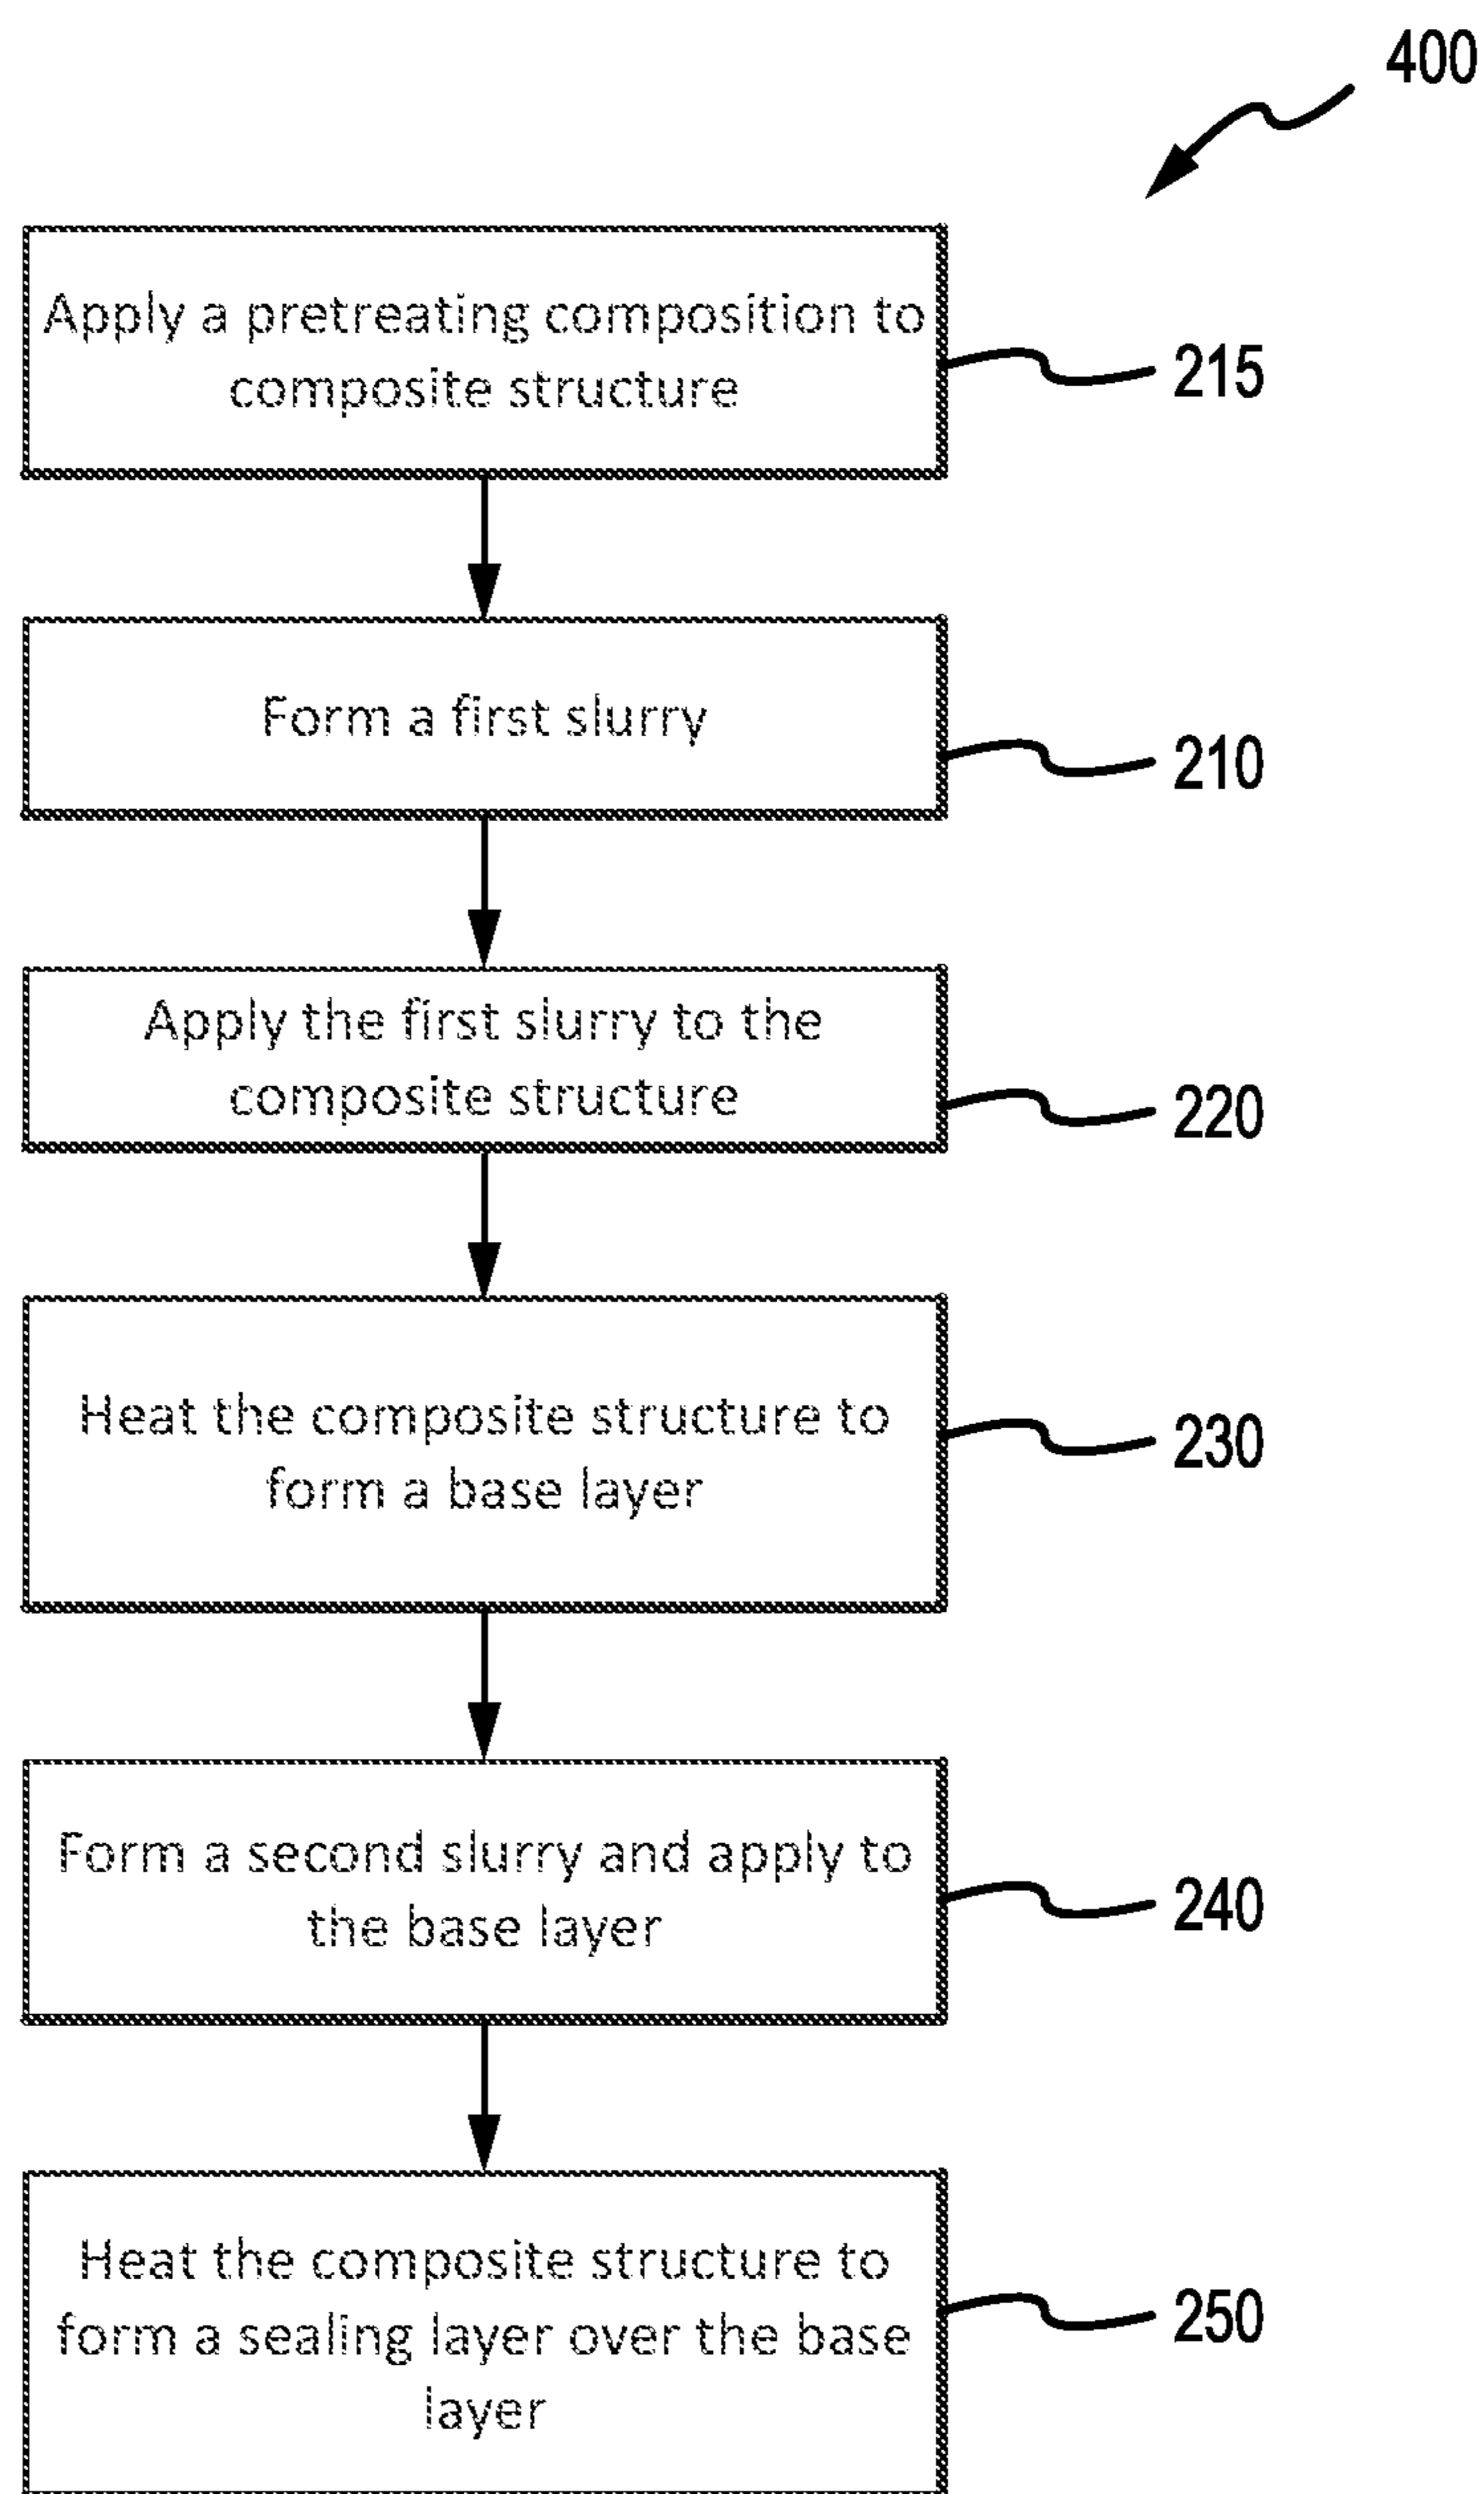 400
Apply a pretreating composition to
composite structure
215
Form a first slurry
210
Apply the first slurry to the
composite structure
220
Heat the composite structure to
form a base layer
230
Form a second slurry and apply to
the base layer
240
Heat the composite structure to
form a sealing layer over the base
layer
250